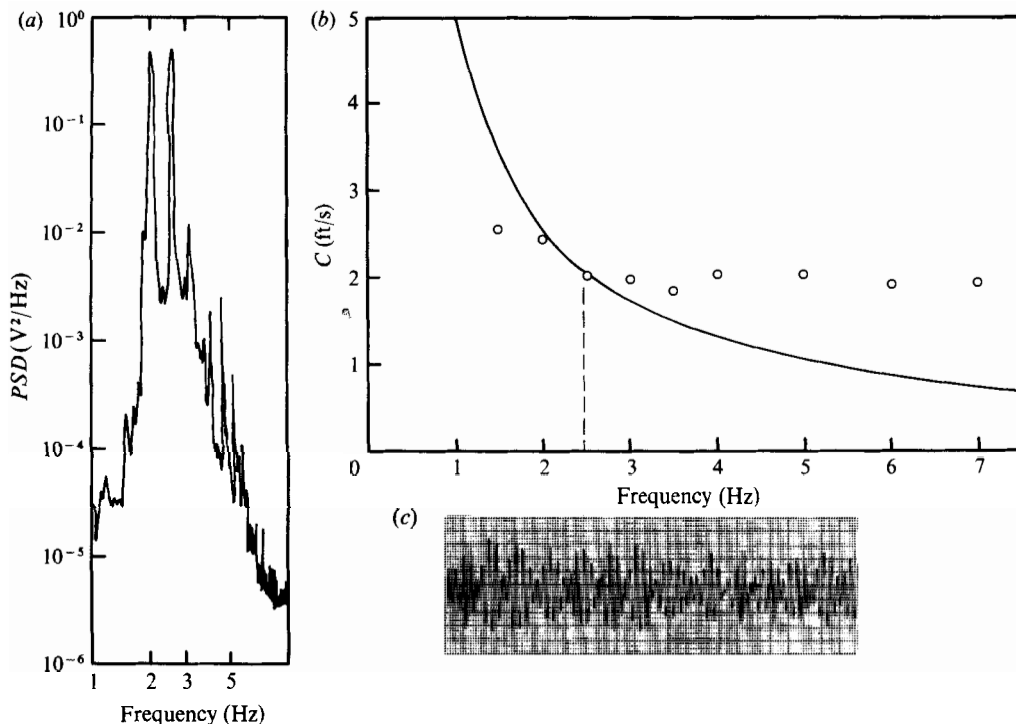 (a)
10⁰
10⁻¹
10⁻²
10⁻³
10⁻⁴
10⁻⁵
10⁻⁶
PSD (V²/Hz)
1 2 3 5
Frequency (Hz)
(b)
5
4
3
2
1
0
C (ft/s)
1 2 3 4 5 6 7
Frequency (Hz)
(c)